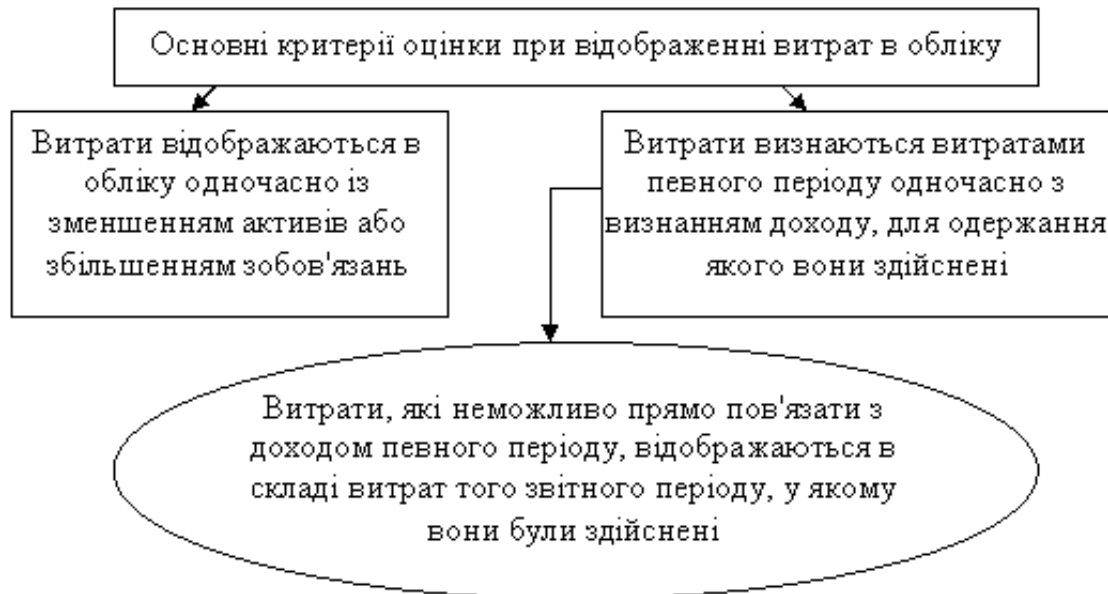 Основні критерії оцінки при відображенні витрат в обліку
Витрати відображаються в
обліку одночасно із
зменшенням активів або
збільшенням зобов'язань
Витрати визнаються витратами
певного періоду одночасно з
визнанням доходу, для одержання
якого вони здійснені
Витрати, які неможливо прямо пов'язати з
доходом певного періоду, відображаються в
складі витрат того звітного періоду, у якому
вони були здійснені